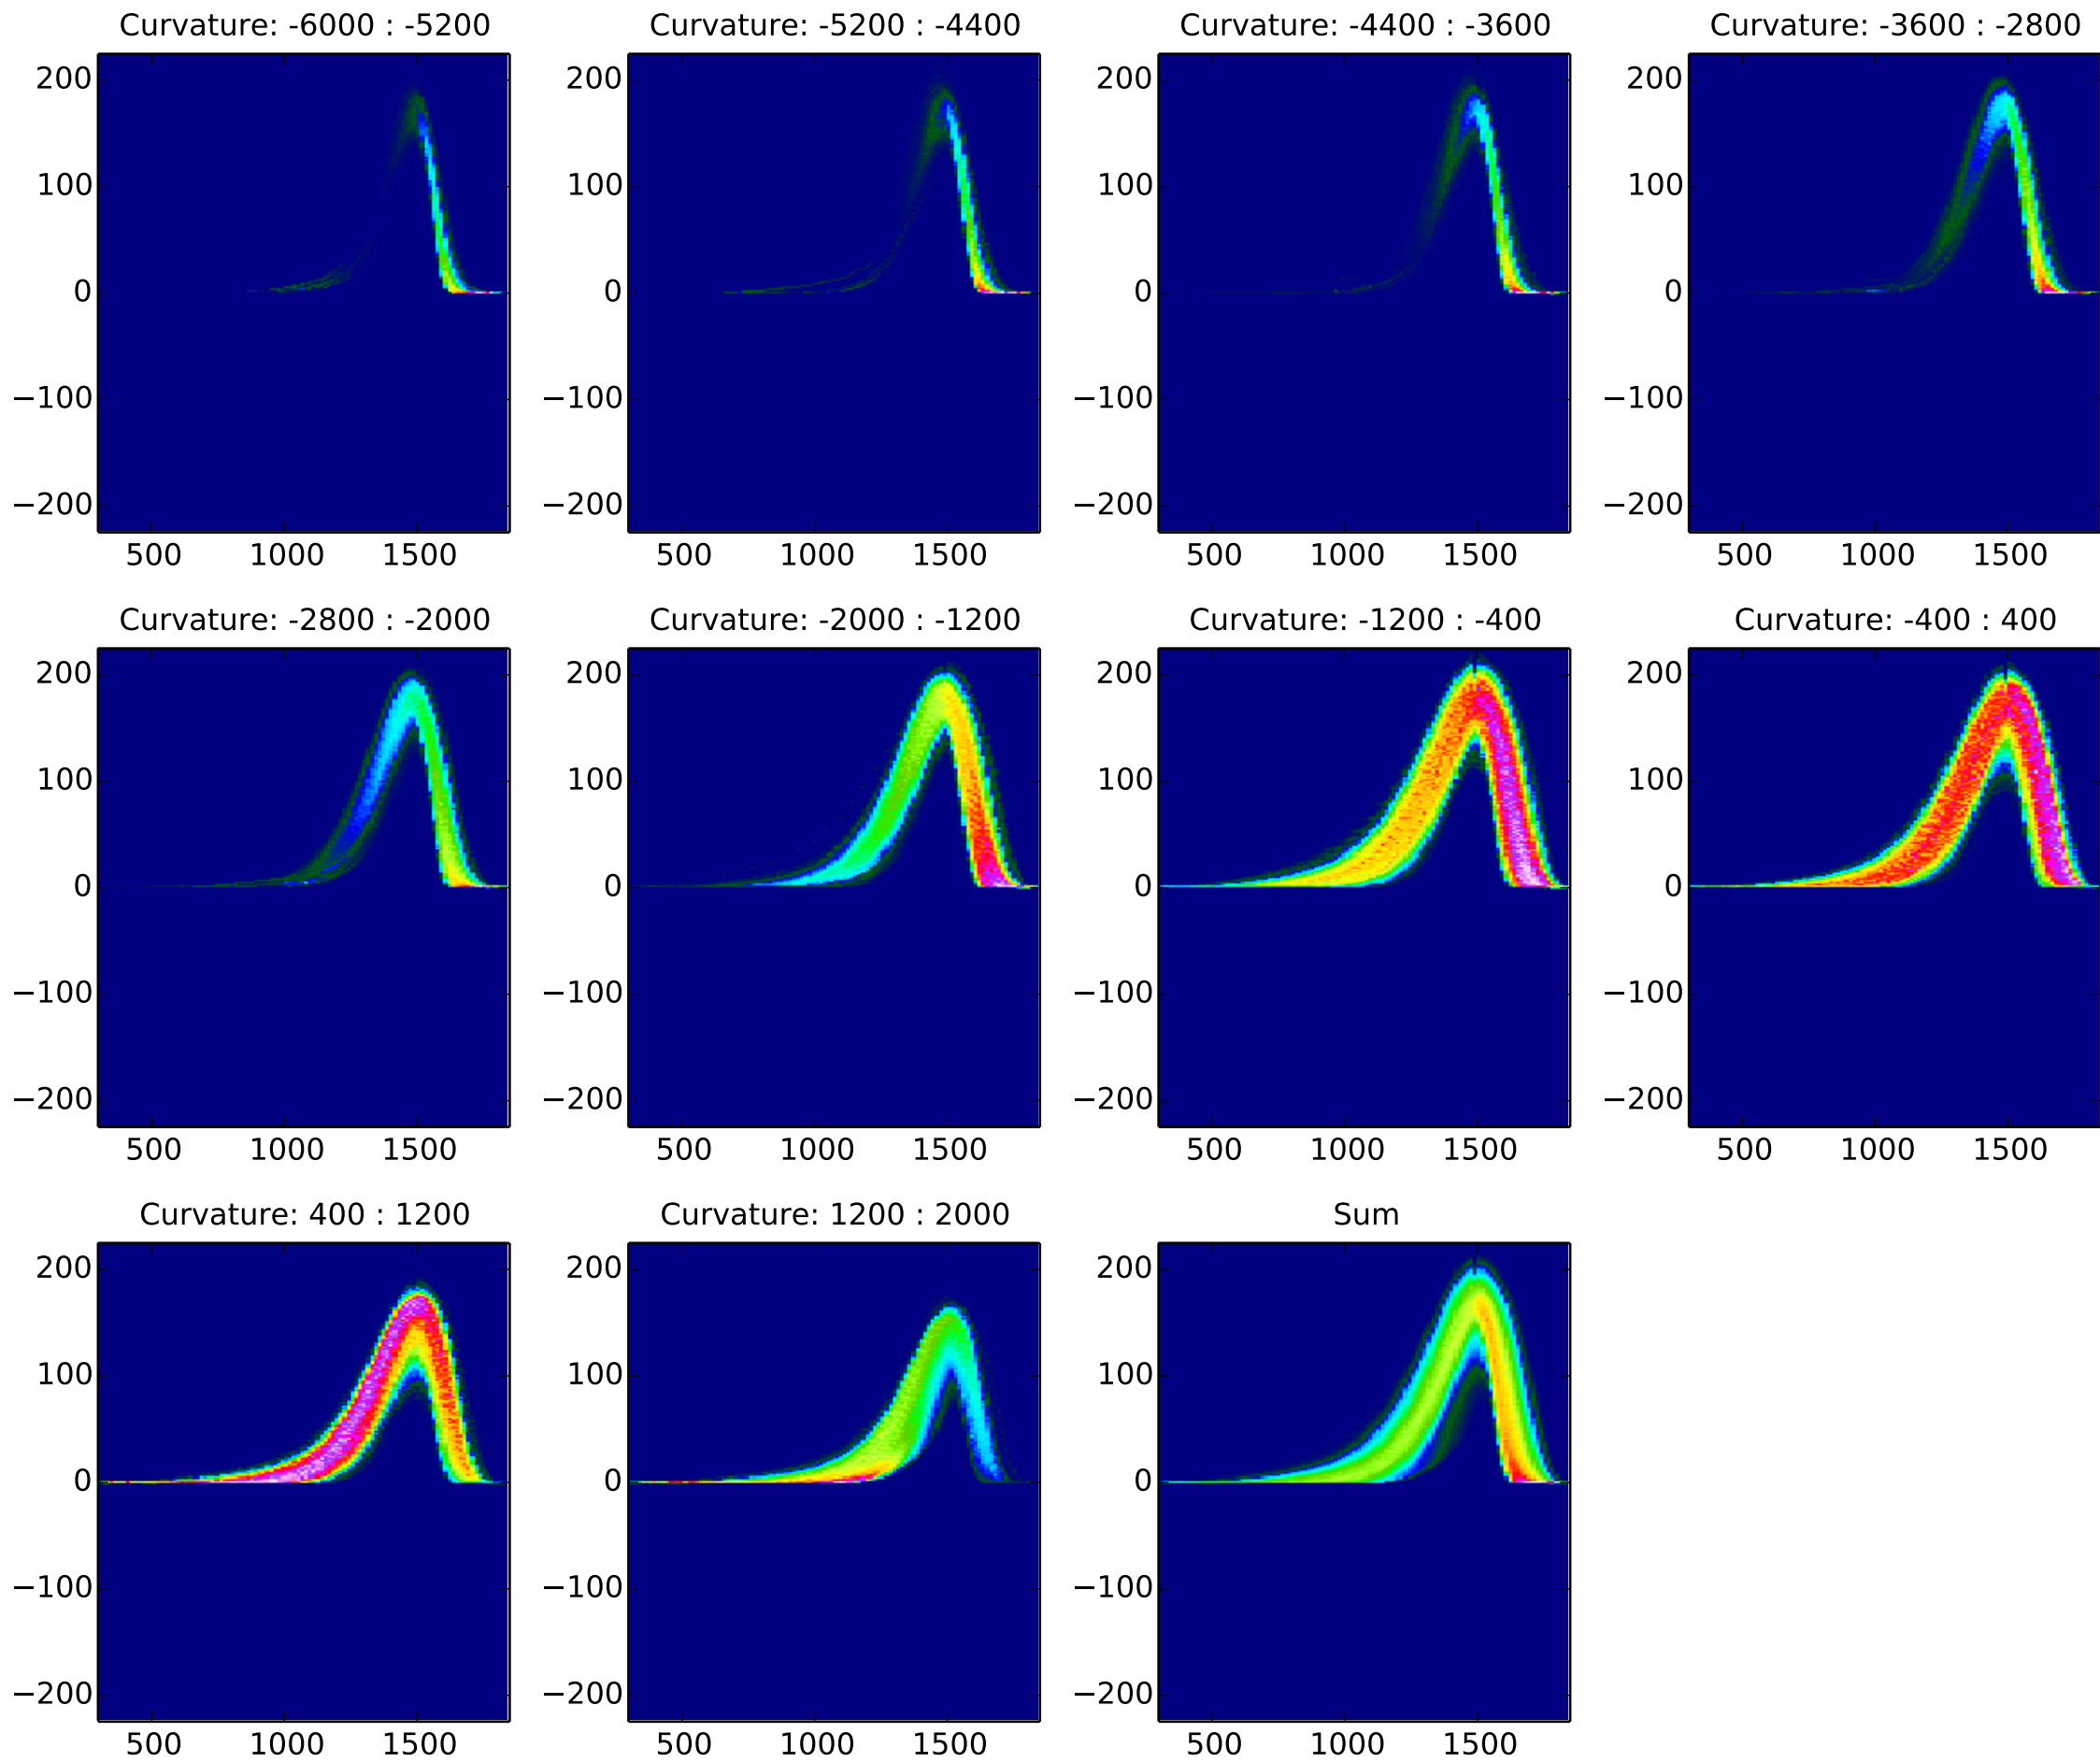 Curvature: -6000 : -5200
Curvature: -5200 : -4400
Curvature: -4400 : -3600
Curvature: -3600 : -2800
200 200 200 200
100 100 100 100
0 0 0 0
−100 −100 −100 −100
−200 −200 −200 −200
500 1000 1500 500 1000 1500 500 1000 1500 500 1000 1500
Curvature: -2800 : -2000
Curvature: -2000 : -1200
Curvature: -1200 : -400
Curvature: -400 : 400
200 200 200 200
100 100 100 100
0 0 0 0
−100 −100 −100 −100
−200 −200 −200 −200
500 1000 1500 500 1000 1500 500 1000 1500 500 1000 1500
Curvature: 400 : 1200
Curvature: 1200 : 2000
Sum
200 200 200
100 100 100
0 0 0
−100 −100 −100
−200 −200 −200
500 1000 1500 500 1000 1500 500 1000 1500